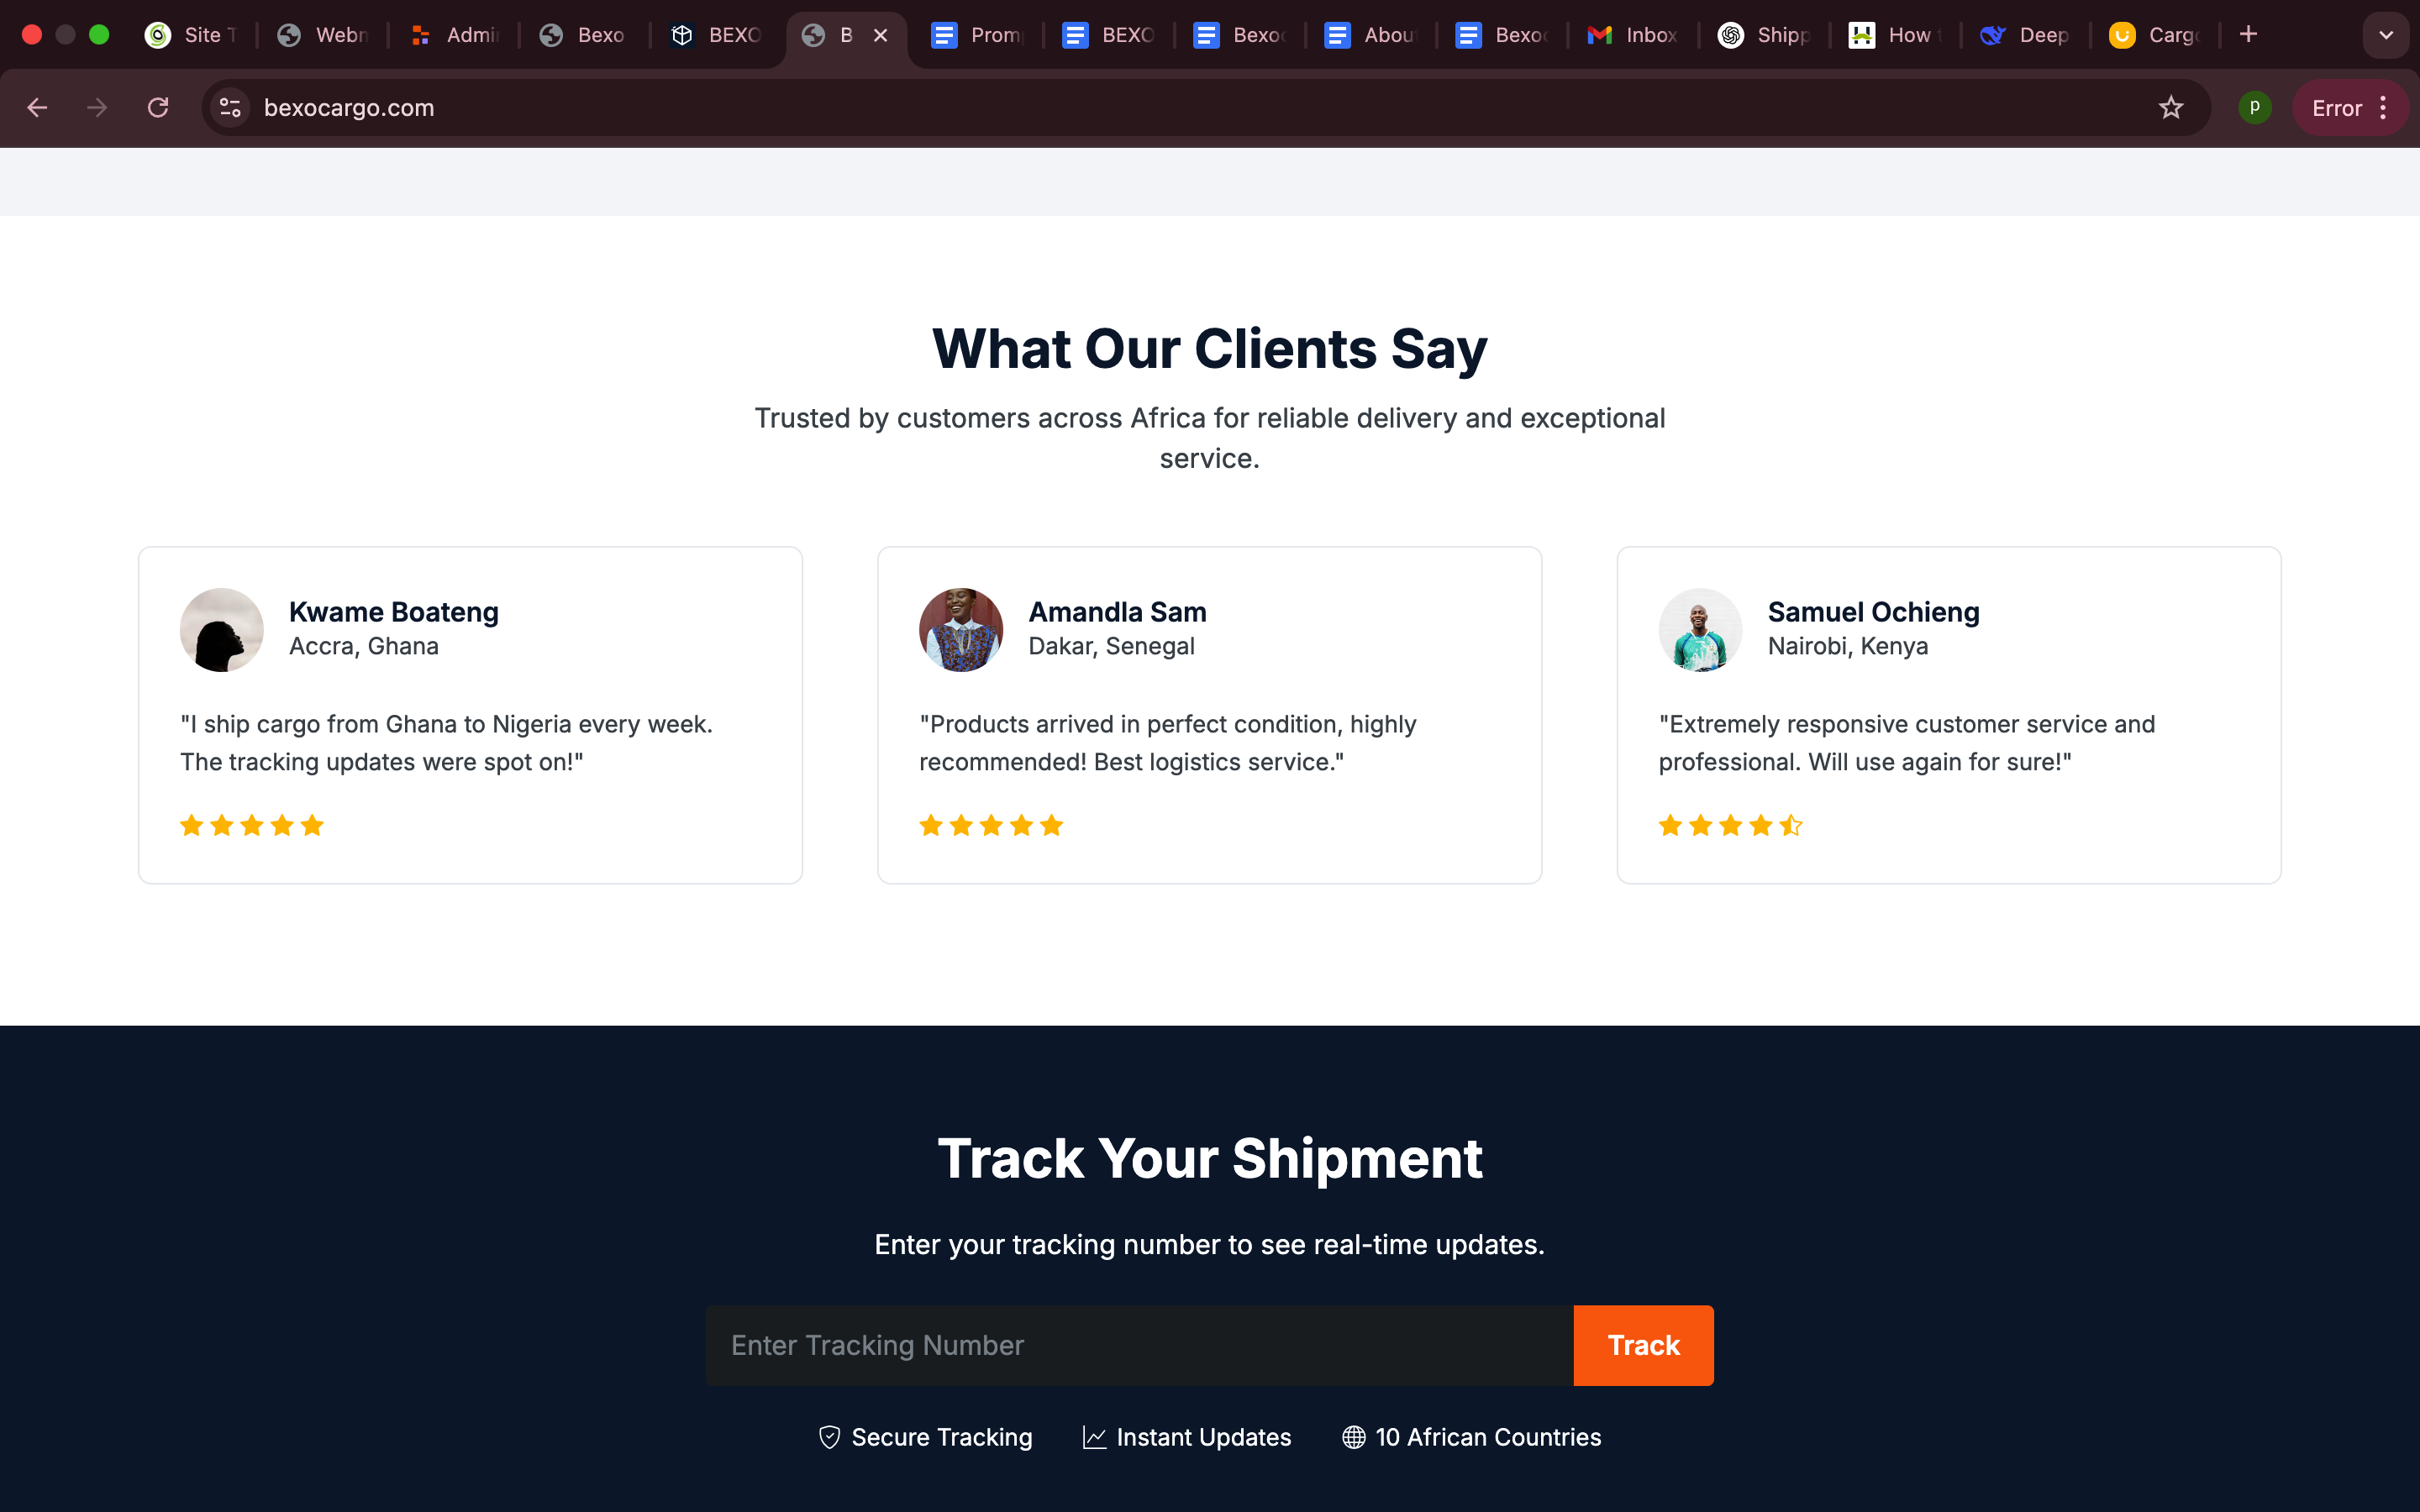 Site
Webm
Admi
Bexo
BEXO
B
Prom
BEXO
Bexo
Abou
Bexo
Inbox
Shipp
How
Deep
Carg
bexocargo.com
p
Error
What Our Clients Say
Trusted by customers across Africa for reliable delivery and exceptional
service.
Kwame Boateng
Accra, Ghana
"I ship cargo from Ghana to Nigeria every week.
The tracking updates were spot on!"
Amandla Sam
Dakar, Senegal
"Products arrived in perfect condition, highly
recommended! Best logistics service."
Samuel Ochieng
Nairobi, Kenya
"Extremely responsive customer service and
professional. Will use again for sure!"
Track Your Shipment
Enter your tracking number to see real-time updates.
Enter Tracking Number
Track
Secure Tracking
Instant Updates
10 African Countries